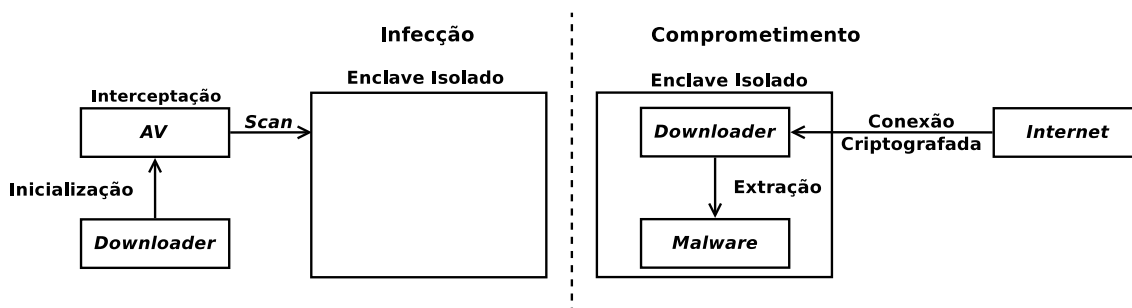 Infecção
Comprometimento
Enclave Isolado
Enclave Isolado
Interceptação
AV
Scan
Downloader
Conexão
Criptografada
Internet
Inicialização
Extração
Downloader
Malware